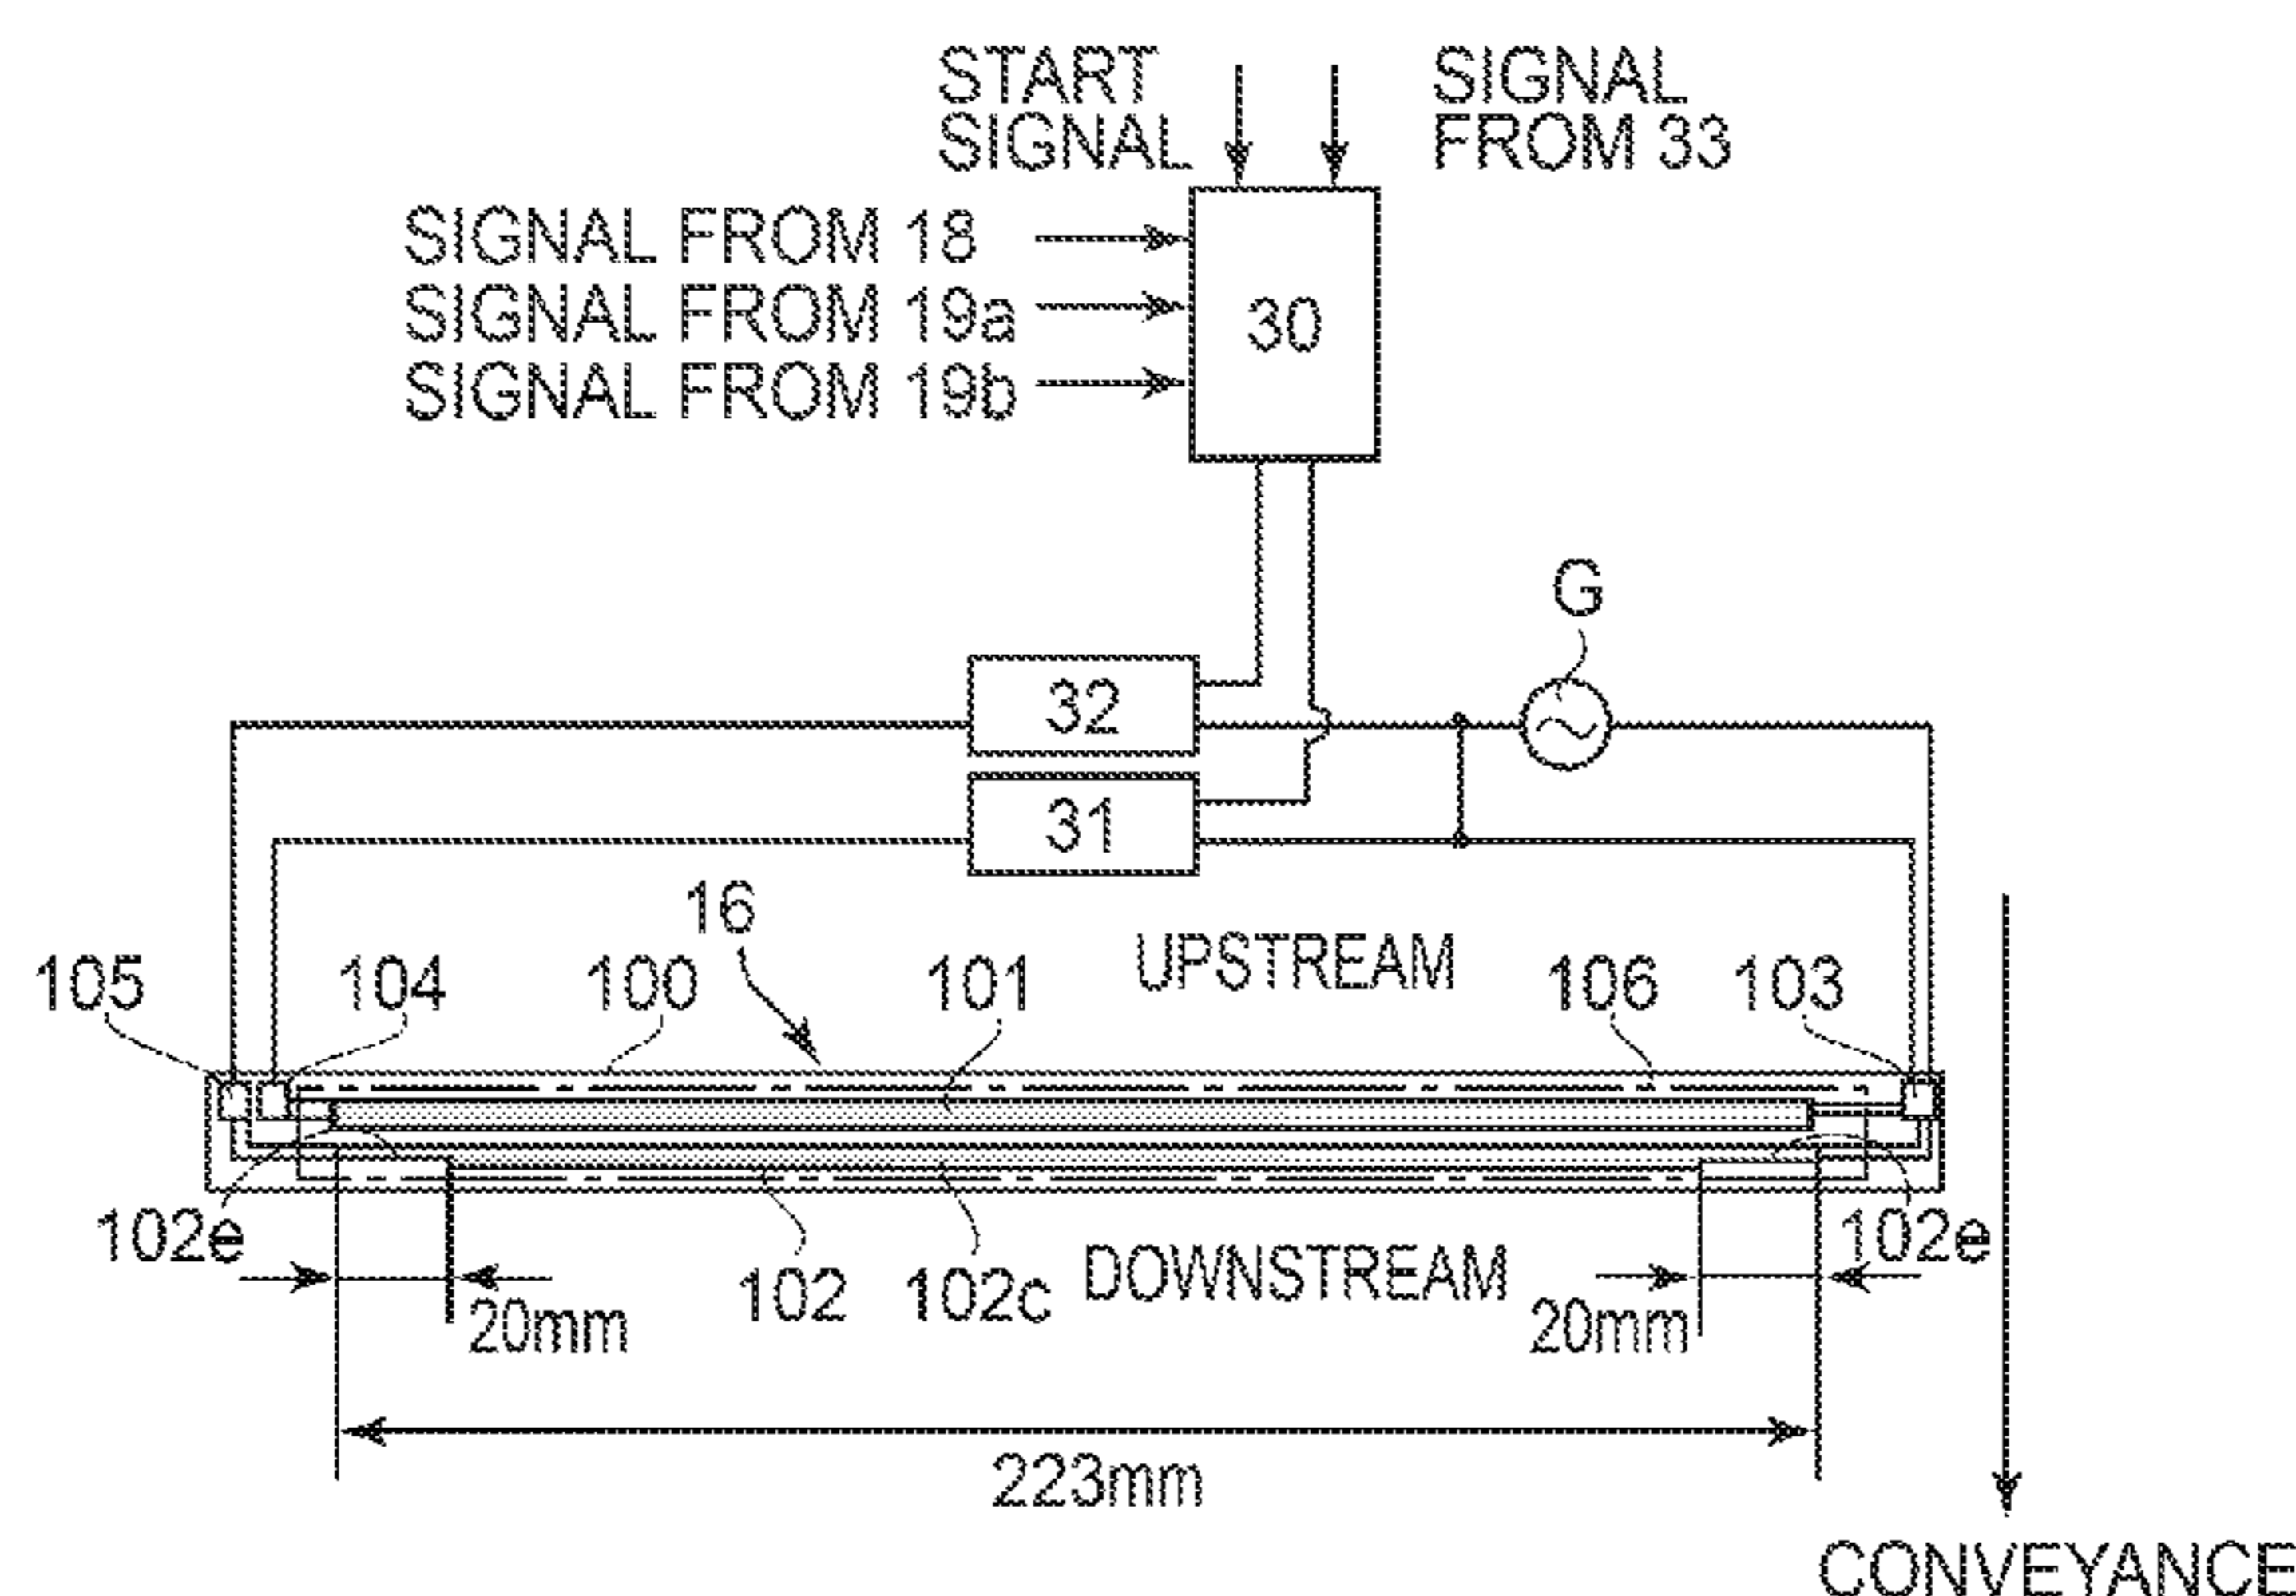 START
SIGNAL
SIGNAL
FROM 33
SIGNAL FROM 18
SIGNAL FROM 19a
SIGNAL FROM 19b
30
G
32
31
16
UPSTREAM
105
104
100
101
106
103
102e
102
102c
DOWNSTREAM
102e
20mm
20mm
223mm
CONVEYANCE